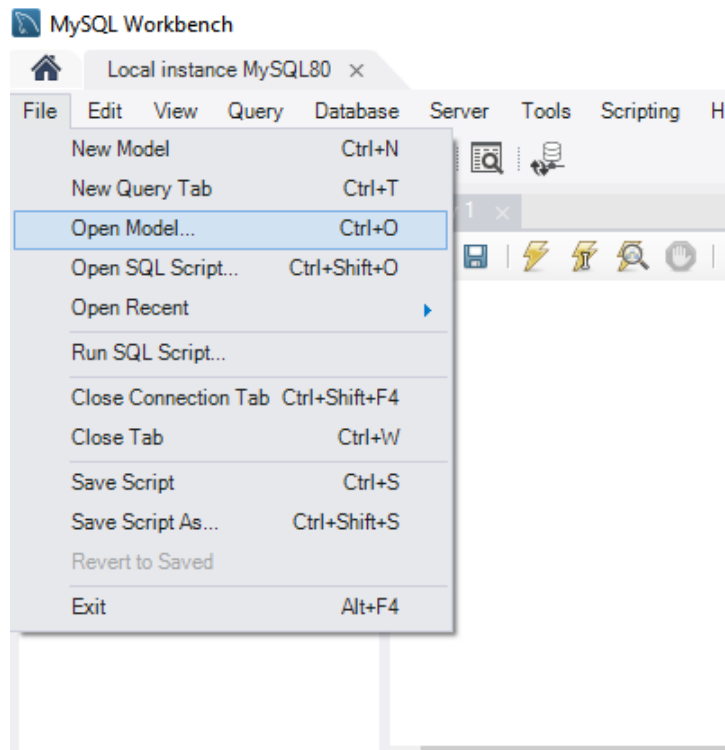 MySQL Workbench
Local instance MySQL80 ×
File Edit View Query Database Server Tools Scripting H
New Model Ctrl+N
New Query Tab Ctrl+T
1 ×
Open Model... Ctrl+O
Open SQL Script... Ctrl+Shift+O
Open Recent
Run SQL Script...
Close Connection Tab Ctrl+Shift+F4
Close Tab Ctrl+W
Save Script Ctrl+S
Save Script As... Ctrl+Shift+S
Revert to Saved
Exit Alt+F4